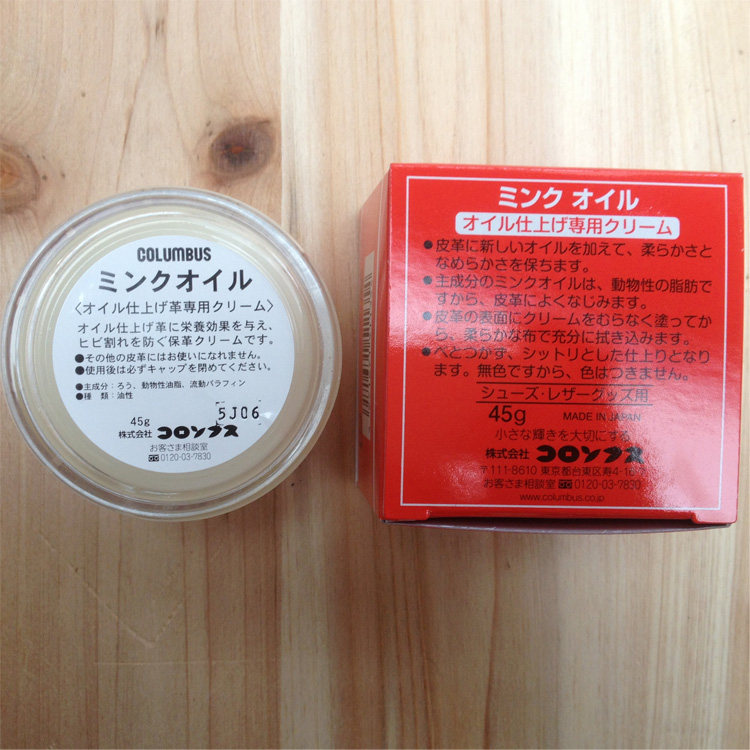 COLUMBUS
ミンクオイル
〈オイル仕上げ革専用クリーム〉
オイル仕上げ革に栄養効果を与え、
ヒビ割れを防ぐ保革クリームです。
●その他の皮革にはお使いになれません。
●使用後は必ずキャップを閉めてください。
●主成分：ろう、動物性油脂、流動パラフィン
●種　類：油性
45g
5J06
株式会社 コロンブス
お客さま相談室
0120-03-7830
ミンク オイル
オイル仕上げ専用クリーム
●皮革に新しいオイルを加えて、柔らかさと
なめらかさを保ちます。
●主成分のミンクオイルは、動物性の脂肪で
すから、皮革によくなじみます。
●皮革の表面にクリームをむらなく塗ってか
ら、柔らかな布で充分に拭き込みます。
●べとつかず、シットリとした仕上りとなり
ます。無色ですから、色はつきません。
シューズ・レザーグッズ用
45g MADE IN JAPAN
小さな輝きを大切にする
株式会社 コロンブス
〒111-8610 東京都台東区寿4-16
お客さま相談室 0120-03-7830
www.columbus.co.jp